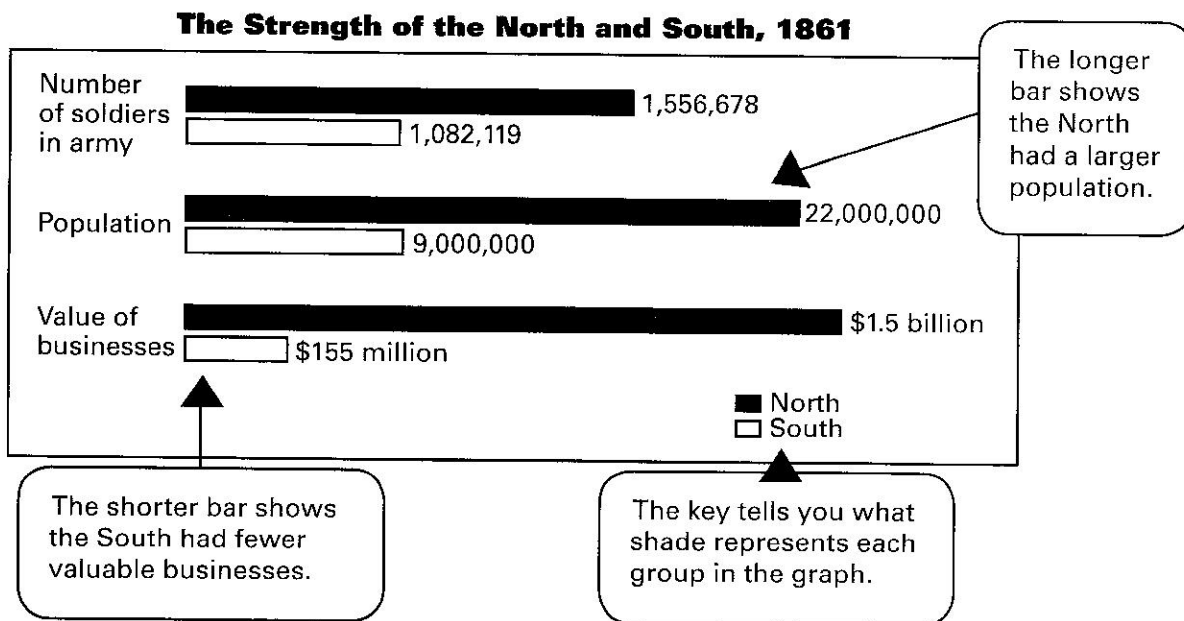 The Strength of the North and South, 1861
Number
of soldiers
in army
1,556,678
1,082,119
Population
22,000,000
9,000,000
Value of
businesses
$1.5 billion
$155 million
North
South
The longer
bar shows
the North
had a larger
population.
The shorter bar shows
the South had fewer
valuable businesses.
The key tells you what
shade represents each
group in the graph.